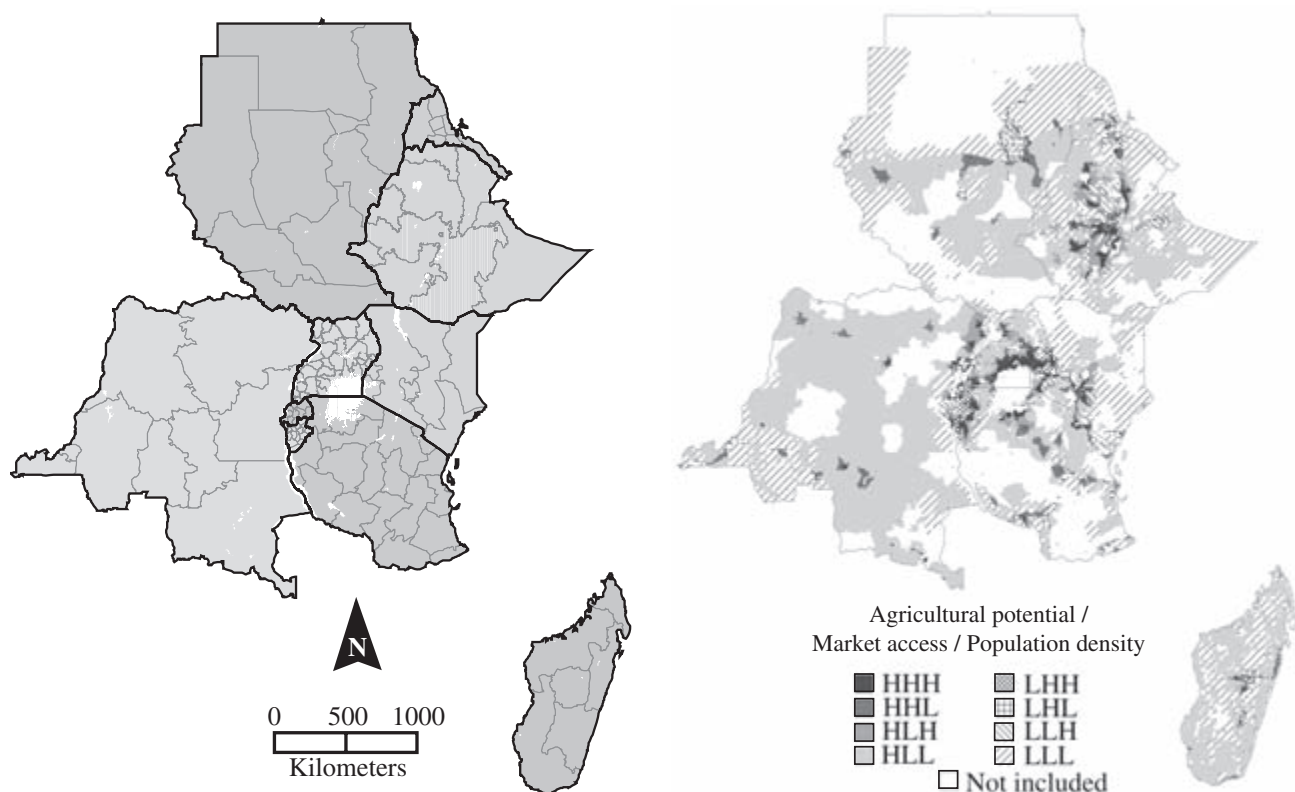 N
0 500 1000
Kilometers
Agricultural potential /
Market access / Population density
HHH LHH
HHL LHL
HLH LLH
HLL LLL
Not included